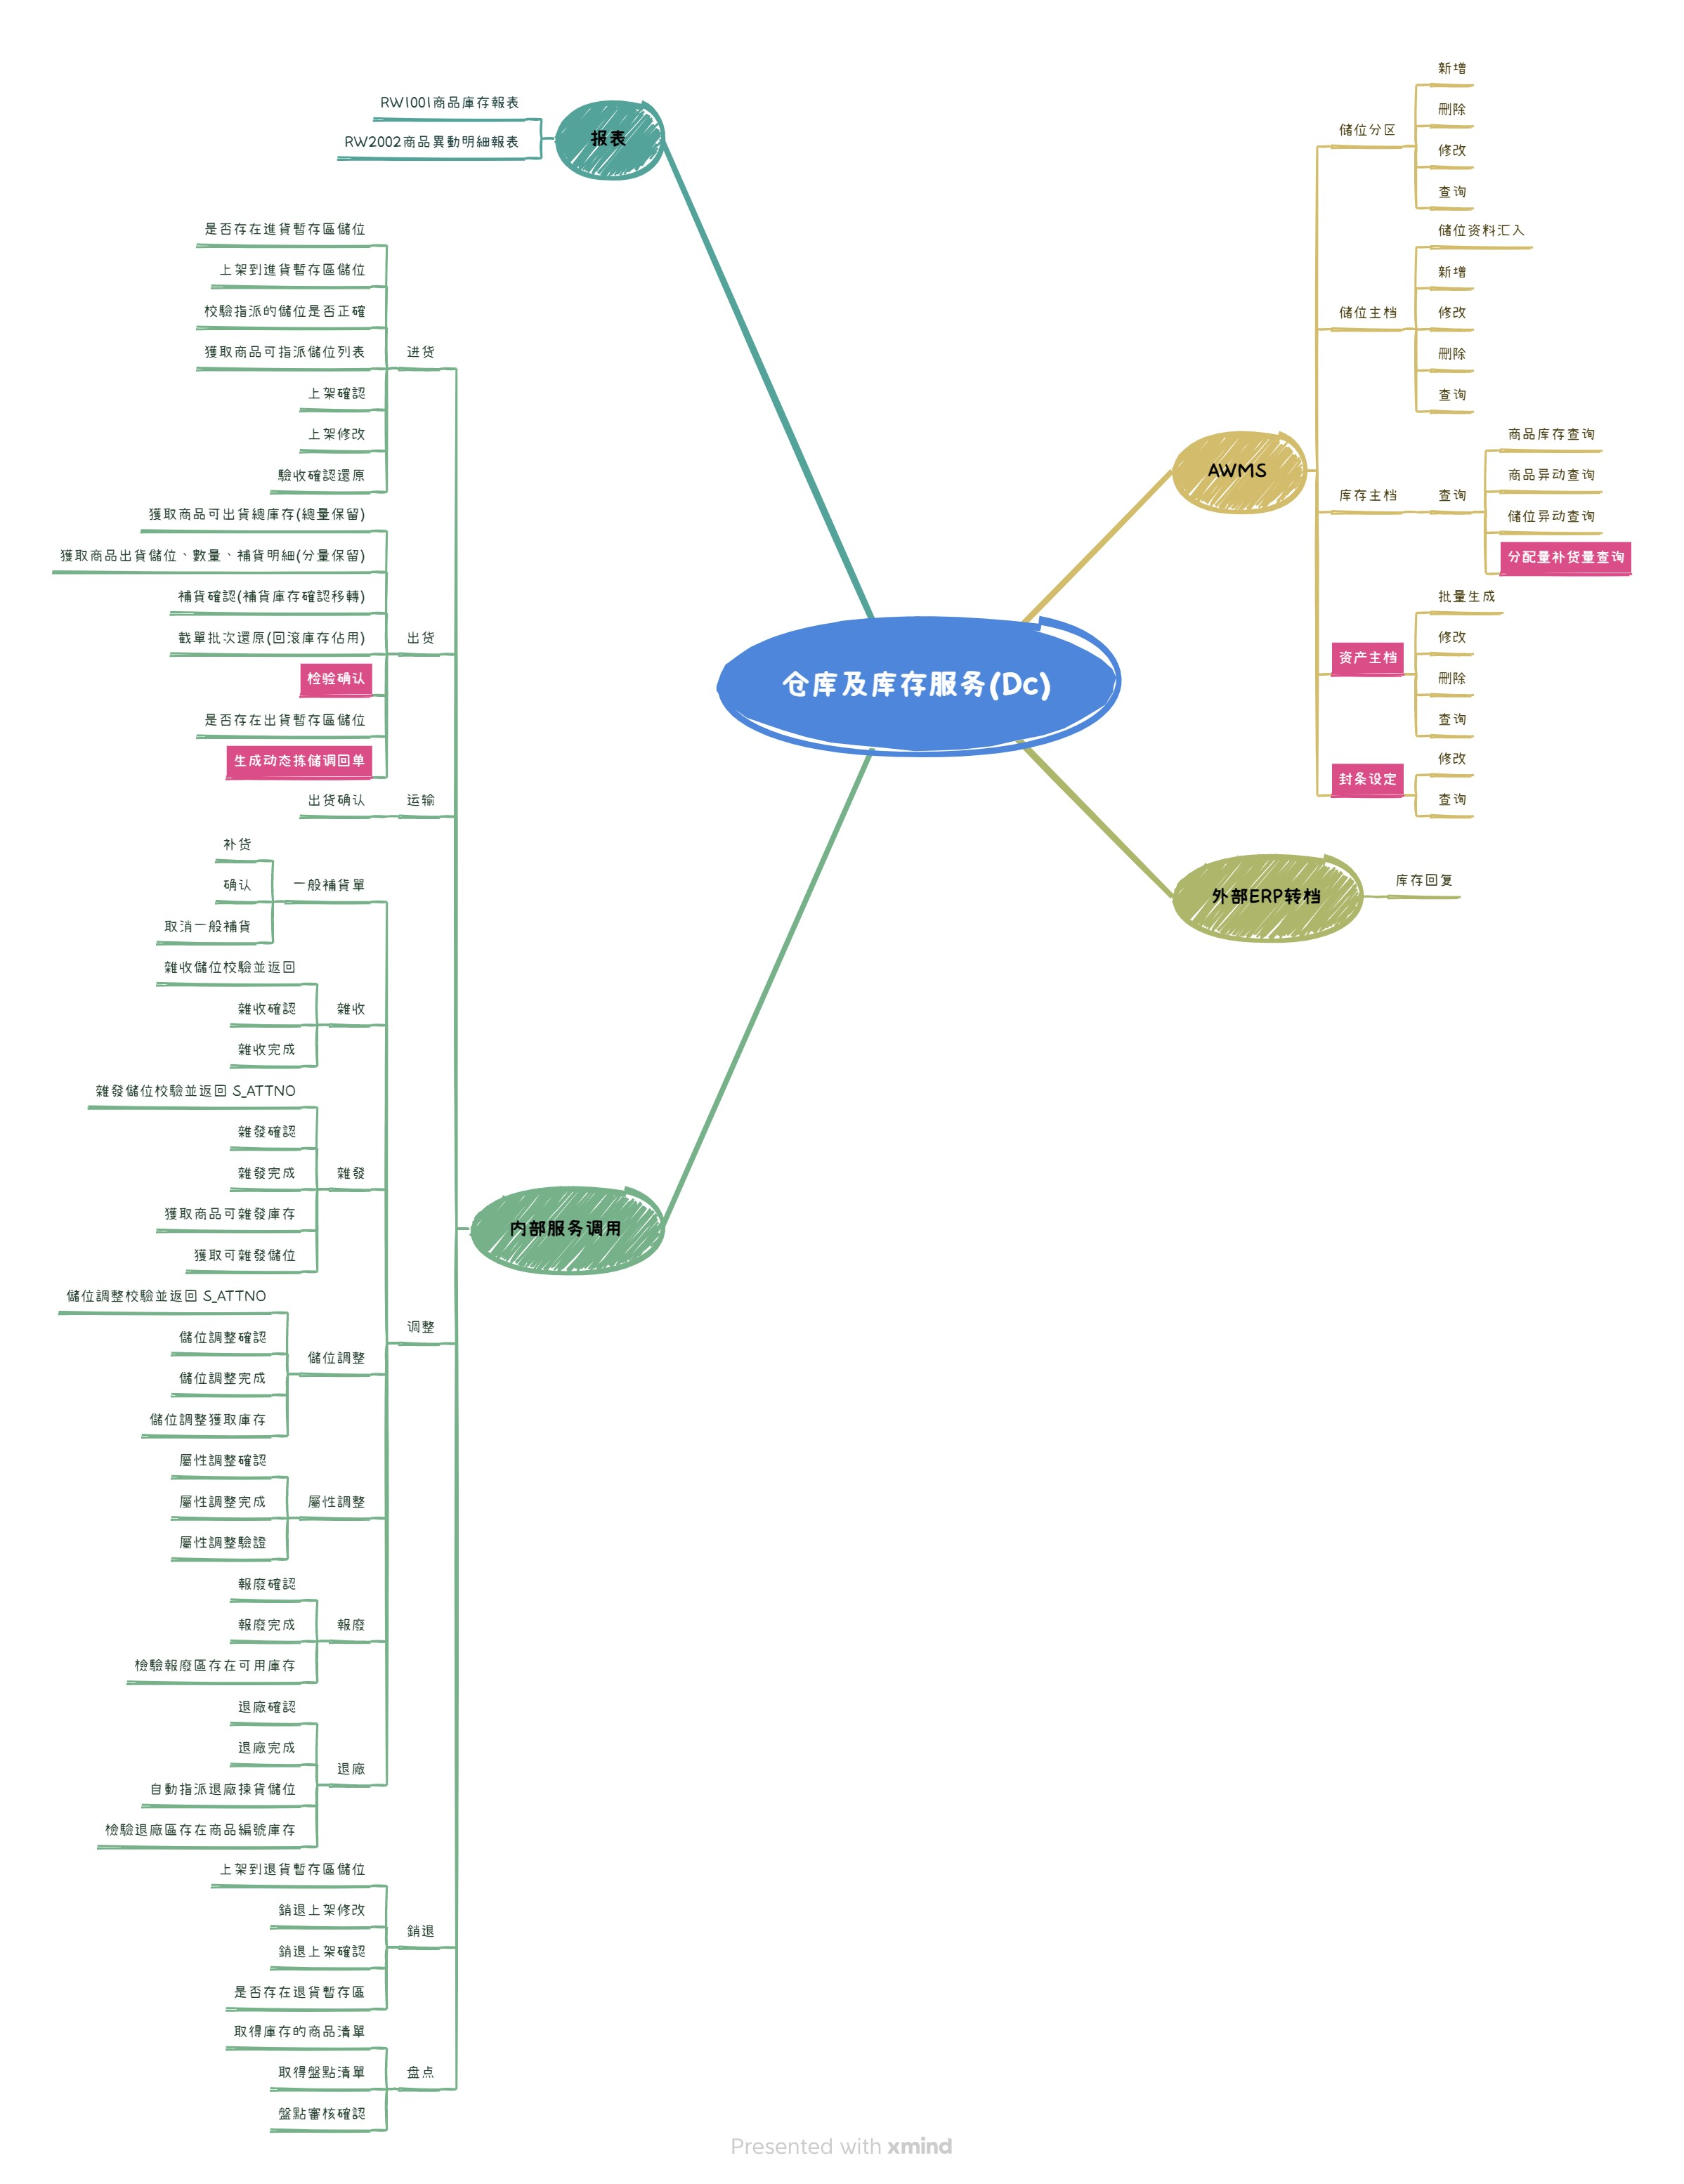 仓库及库存服务(Dc)
报表
RW1001商品庫存報表
RW2002商品異動明細報表
AWMS
储位分区
新增
删除
修改
查询
储位主档
储位资料汇入
新增
修改
删除
查询
库存主档
查询
商品库存查询
商品异动查询
储位异动查询
分配量补货量查询
资产主档
批量生成
修改
删除
查询
封条设定
修改
查询
外部ERP转档
库存回复
内部服务调用
进货
是否存在進貨暫存區儲位
上架到進貨暫存區儲位
校驗指派的儲位是否正確
獲取商品可指派儲位列表
上架確認
上架修改
驗收確認還原
出货
獲取商品可出貨總庫存(總量保留)
獲取商品出貨儲位、數量、補貨明細(分量保留)
補貨確認(補貨庫存確認移轉)
截單批次還原(回滚庫存佔用)
检验确认
是否存在出貨暫存區儲位
生成动态拣储调回单
运输
出货确认
调整
一般補貨單
补货
确认
取消一般補貨
雜收
雜收儲位校驗並返回
雜收確認
雜收完成
雜發
雜發儲位校驗並返回 S_ATTNO
雜發確認
雜發完成
獲取商品可雜發庫存
獲取可雜發儲位
儲位調整
儲位調整校驗並返回 S_ATTNO
儲位調整確認
儲位調整完成
儲位調整獲取庫存
屬性調整
屬性調整確認
屬性調整完成
屬性調整驗證
報廢
報廢確認
報廢完成
檢驗報廢區存在可用庫存
退廠
退廠確認
退廠完成
自動指派退廠揀貨儲位
檢驗退廠區存在商品編號庫存
銷退
上架到退貨暫存區儲位
銷退上架修改
銷退上架確認
是否存在退貨暫存區
盘点
取得庫存的商品清單
取得盤點清單
盤點審核確認
Presented with xmind